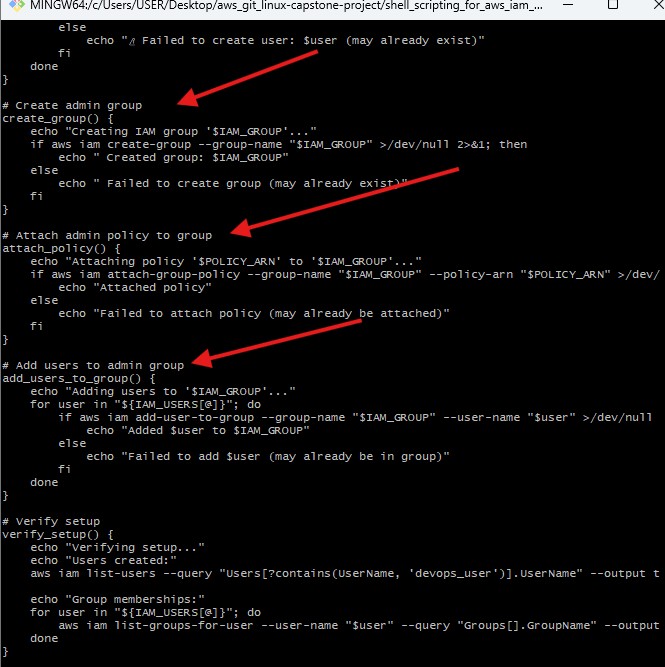 MINGW64:/c/Users/USER/Desktop/aws_git_linux-capstone-project/shell_scripting_for_aws_iam_...
        else
            echo "⁄ Failed to create user: $user (may already exist)"
        fi
    done
}

# Create admin group
create_group() {
    echo "Creating IAM group '$IAM_GROUP'..."
    if aws iam create-group --group-name "$IAM_GROUP" >/dev/null 2>&1; then
        echo " Created group: $IAM_GROUP"
    else
        echo " Failed to create group (may already exist)"
    fi
}

# Attach admin policy to group
attach_policy() {
    echo "Attaching policy '$POLICY_ARN' to '$IAM_GROUP'..."
    if aws iam attach-group-policy --group-name "$IAM_GROUP" --policy-arn "$POLICY_ARN" >/dev/
        echo "Attached policy"
    else
        echo "Failed to attach policy (may already be attached)"
    fi
}

# Add users to admin group
add_users_to_group() {
    echo "Adding users to '$IAM_GROUP'..."
    for user in "${IAM_USERS[@]}"; do
        if aws iam add-user-to-group --group-name "$IAM_GROUP" --user-name "$user" >/dev/null
            echo "Added $user to $IAM_GROUP"
        else
            echo "Failed to add $user (may already be in group)"
        fi
    done
}

# Verify setup
verify_setup() {
    echo "Verifying setup..."
    echo "Users created:"
    aws iam list-users --query "Users[?contains(UserName, 'devops_user')].UserName" --output t

    echo "Group memberships:"
    for user in "${IAM_USERS[@]}"; do
        aws iam list-groups-for-user --user-name "$user" --query "Groups[].GroupName" --output
    done
}